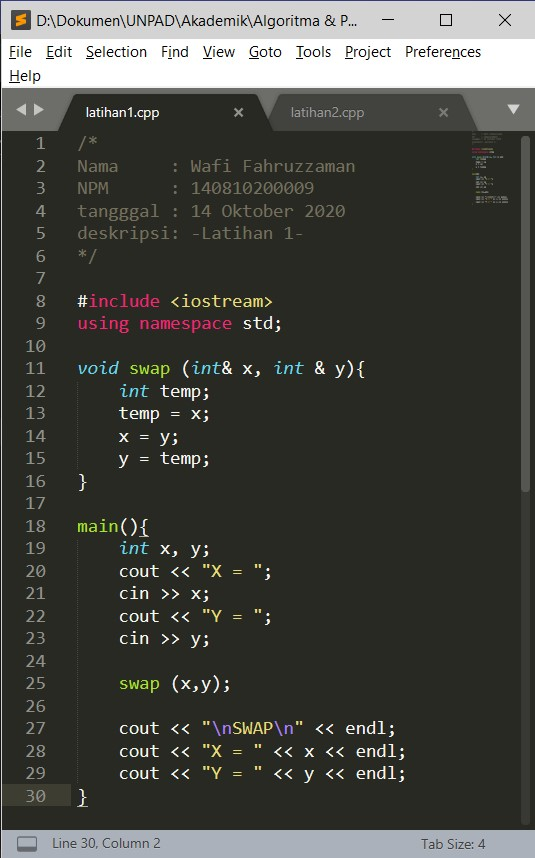 D:\Dokumen\UNPAD\Akademik\Algoritma & P...
File Edit Selection Find View Goto Tools Project Preferences
Help
latihan1.cpp × latihan2.cpp ×
1 /*
2 Nama : Wafi Fahruzzaman
3 NPM : 140810200009
4 tangggal : 14 Oktober 2020
5 deskripsi: -Latihan 1-
6 */
7
8 #include <iostream>
9 using namespace std;
10
11 void swap (int& x, int & y){
12 int temp;
13 temp = x;
14 x = y;
15 y = temp;
16 }
17
18 main(){
19 int x, y;
20 cout << "X = ";
21 cin >> x;
22 cout << "Y = ";
23 cin >> y;
24
25 swap (x,y);
26
27 cout << "\nSWAP\n" << endl;
28 cout << "X = " << x << endl;
29 cout << "Y = " << y << endl;
30 }
Line 30, Column 2 Tab Size: 4